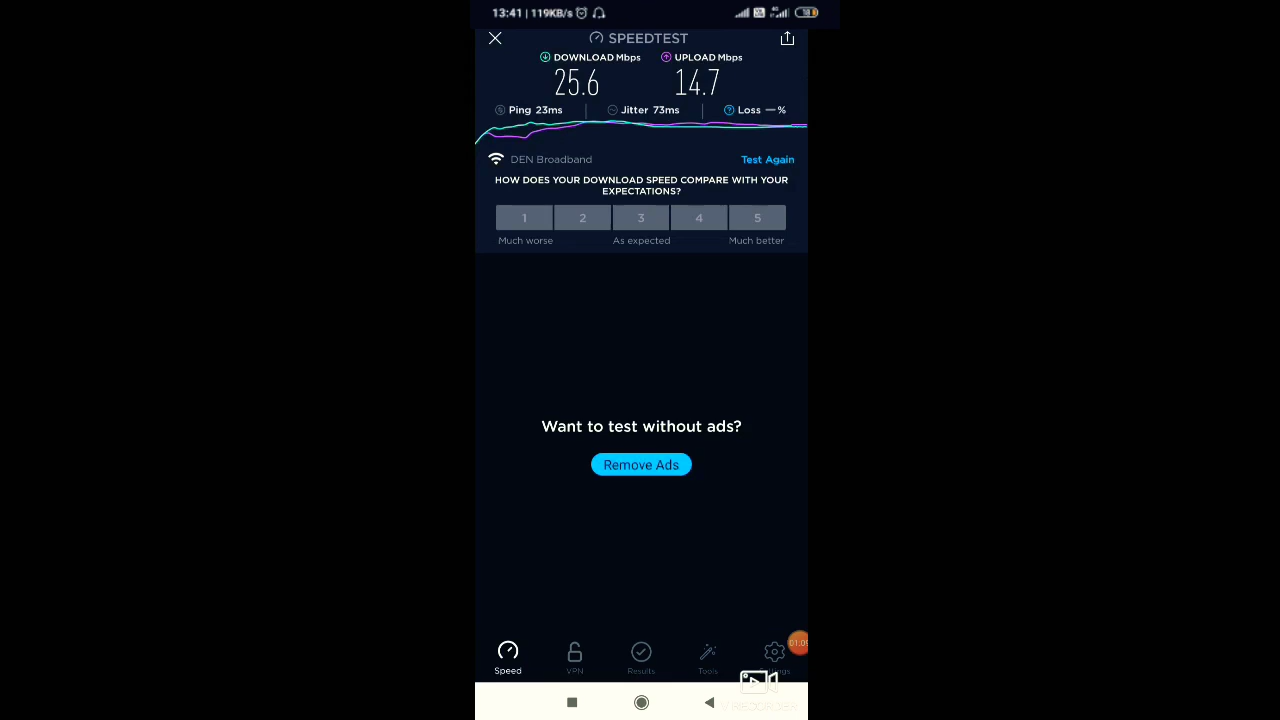 13:41 | 119KB/s
SPEEDTEST
DOWNLOAD Mbps UPLOAD Mbps
25.6 14.7
Ping 23ms Jitter 73ms Loss —%
DEN Broadband Test Again
HOW DOES YOUR DOWNLOAD SPEED COMPARE WITH YOUR
EXPECTATIONS?
1 2 3 4 5
Much worse As expected Much better
Want to test without ads?
Remove Ads
Speed VPN Results Tools